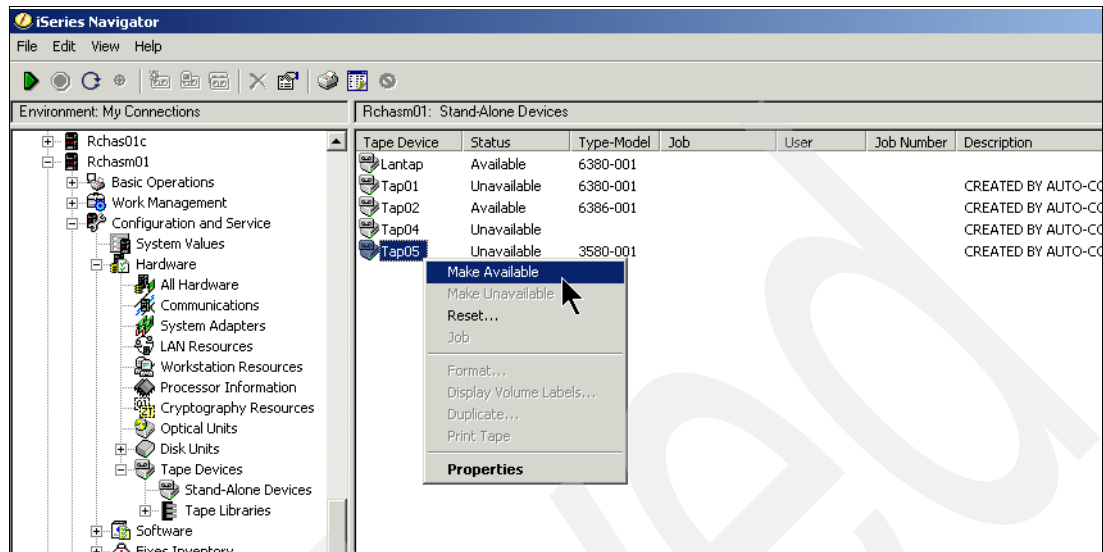 iSeries Navigator
File Edit View Help
Environment: My Connections
Rchasm01: Stand-Alone Devices
Rchas01c
Rchasm01
Basic Operations
Work Management
Configuration and Service
System Values
Hardware
All Hardware
Communications
System Adapters
LAN Resources
Workstation Resources
Processor Information
Cryptography Resources
Optical Units
Disk Units
Tape Devices
Stand-Alone Devices
Tape Libraries
Software
Fixes Inventory
Tape Device Status Type-Model Job User Job Number Description
Lantap Available 6380-001
Tap01 Unavailable 6380-001 CREATED BY AUTO-CO
Tap02 Available 6386-001 CREATED BY AUTO-CO
Tap04 Unavailable CREATED BY AUTO-CO
Tap05 Unavailable 3580-001 CREATED BY AUTO-CO
Make Available
Make Unavailable
Reset...
Job
Format...
Display Volume Labels...
Duplicate...
Print Tape
Properties